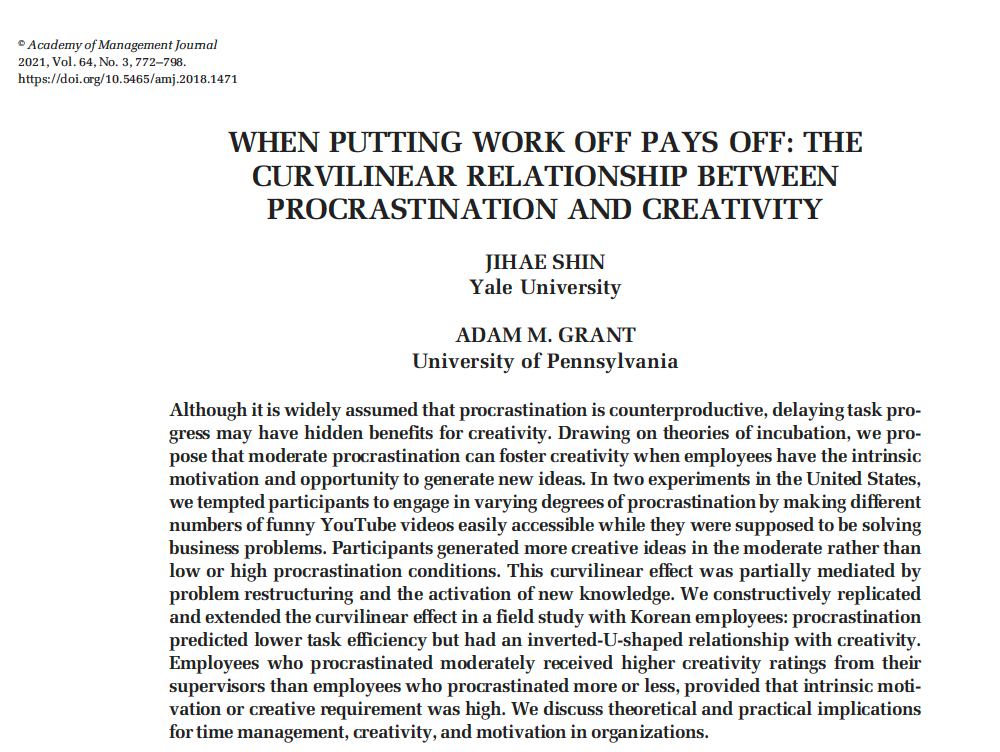 © Academy of Management Journal
2021, Vol. 64, No. 3, 772–798.
https://doi.org/10.5465/amj.2018.1471
WHEN PUTTING WORK OFF PAYS OFF: THE
CURVILINEAR RELATIONSHIP BETWEEN
PROCRASTINATION AND CREATIVITY
JIHAE SHIN
Yale University
ADAM M. GRANT
University of Pennsylvania
Although it is widely assumed that procrastination is counterproductive, delaying task pro-
gress may have hidden benefits for creativity. Drawing on theories of incubation, we pro-
pose that moderate procrastination can foster creativity when employees have the intrinsic
motivation and opportunity to generate new ideas. In two experiments in the United States,
we tempted participants to engage in varying degrees of procrastination by making different
numbers of funny YouTube videos easily accessible while they were supposed to be solving
business problems. Participants generated more creative ideas in the moderate rather than
low or high procrastination conditions. This curvilinear effect was partially mediated by
problem restructuring and the activation of new knowledge. We constructively replicated
and extended the curvilinear effect in a field study with Korean employees: procrastination
predicted lower task efficiency but had an inverted-U-shaped relationship with creativity.
Employees who procrastinated moderately received higher creativity ratings from their
supervisors than employees who procrastinated more or less, provided that intrinsic moti-
vation or creative requirement was high. We discuss theoretical and practical implications
for time management, creativity, and motivation in organizations.